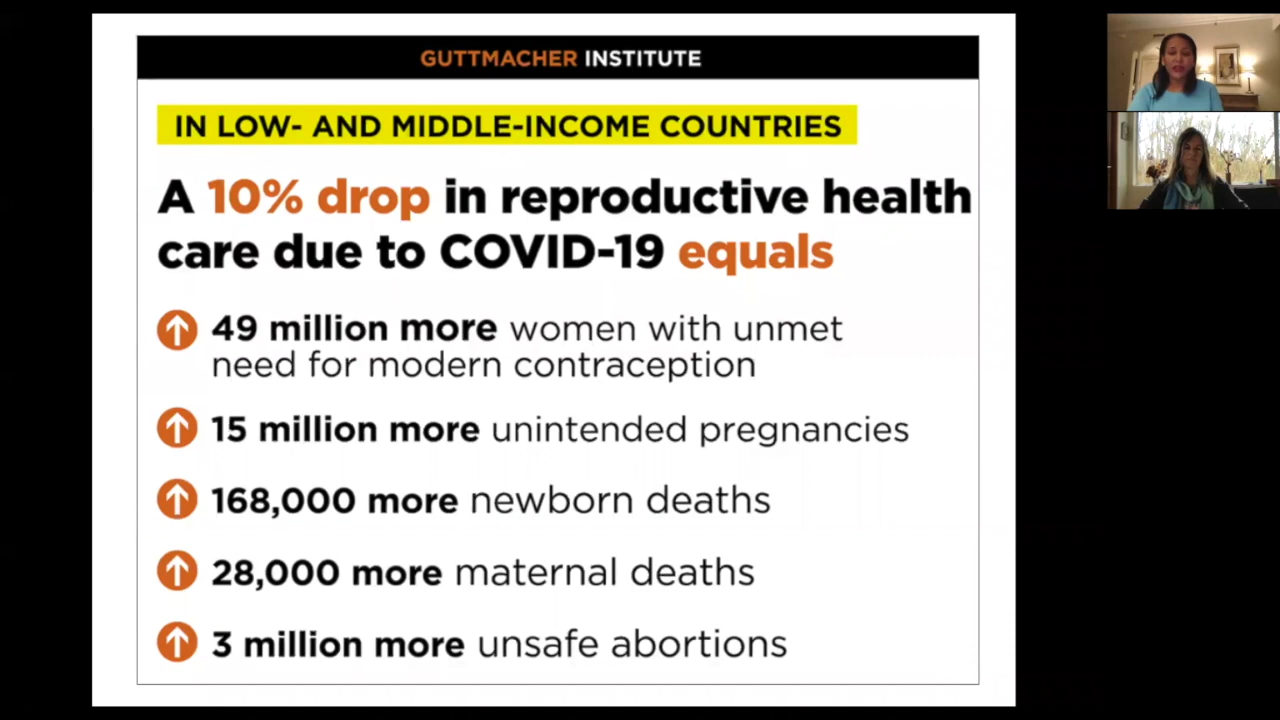 GUTTMACHER INSTITUTE
IN LOW- AND MIDDLE-INCOME COUNTRIES
A 10% drop in reproductive health
care due to COVID-19 equals
49 million more women with unmet
need for modern contraception
15 million more unintended pregnancies
168,000 more newborn deaths
28,000 more maternal deaths
3 million more unsafe abortions